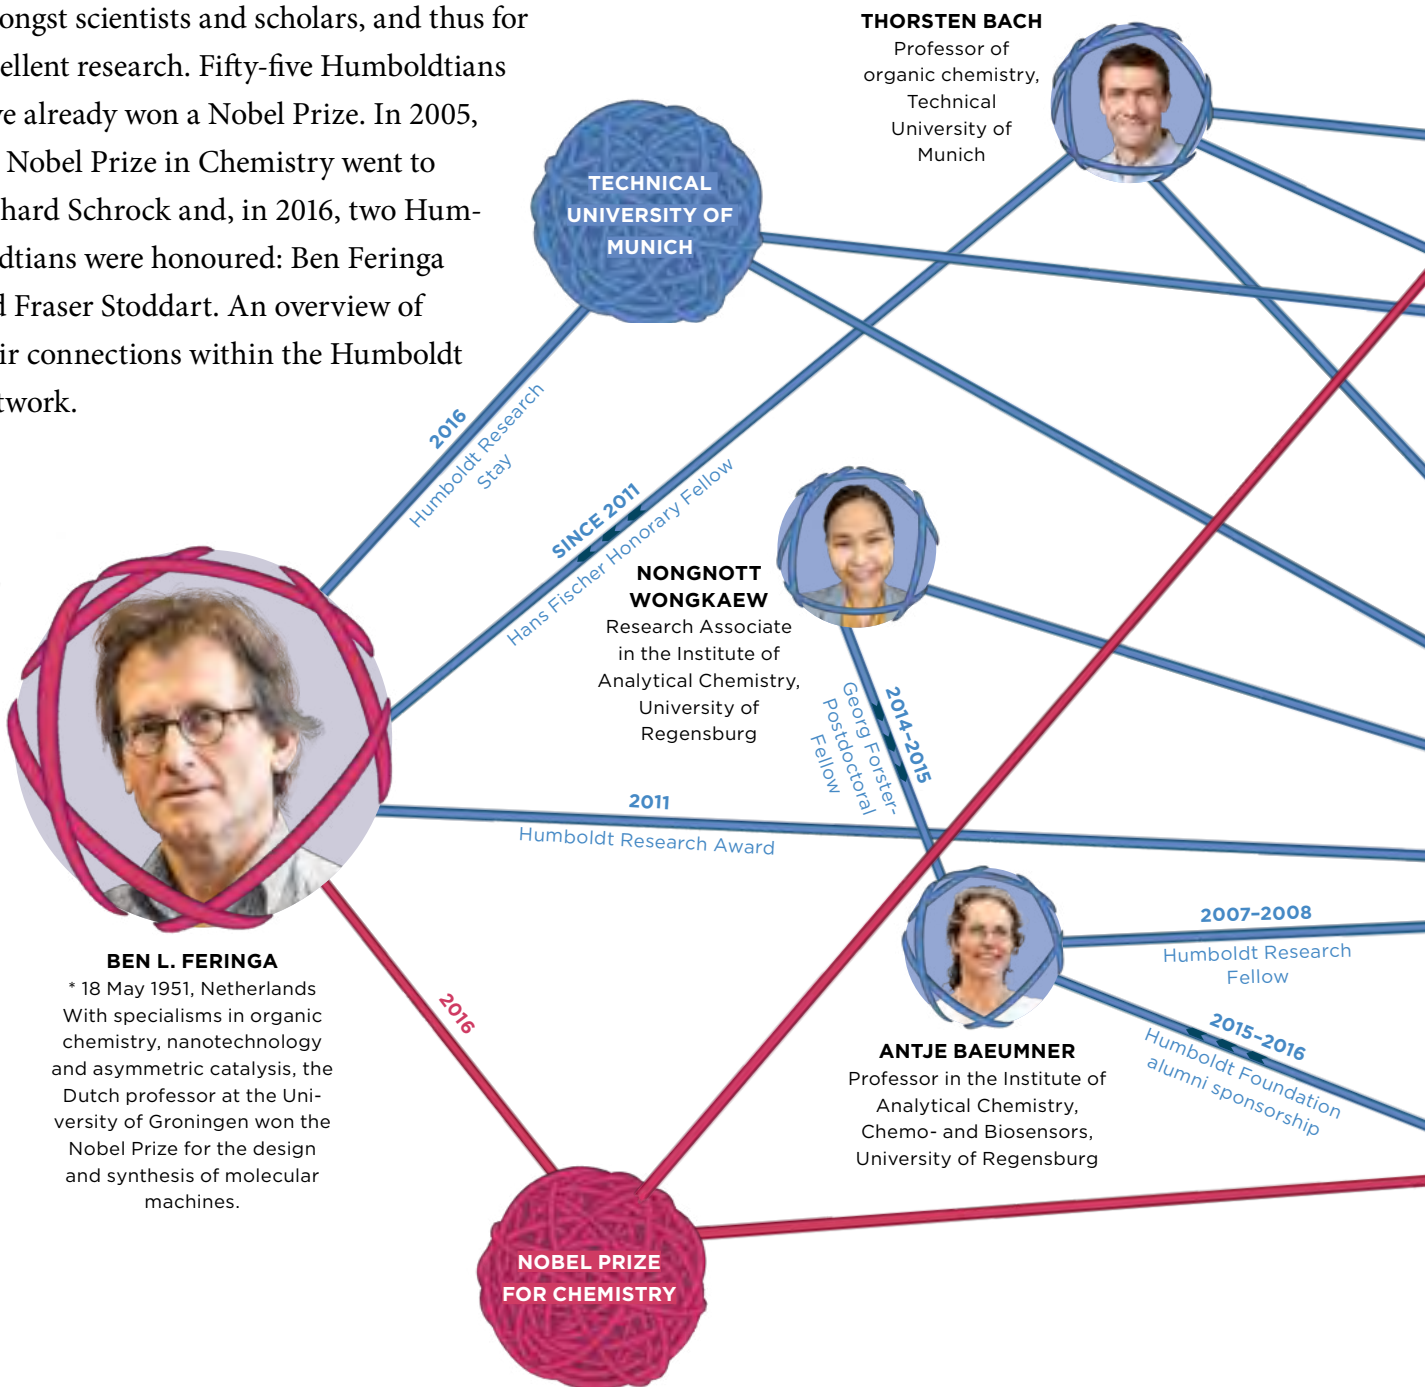 ongst scientists and scholars, and thus for
ellent research. Fifty-five Humboldtians
ve already won a Nobel Prize. In 2005,
Nobel Prize in Chemistry went to
hard Schrock and, in 2016, two Hum-
dtians were honoured: Ben Feringa
d Fraser Stoddart. An overview of
ir connections within the Humboldt
twork.
THORSTEN BACH
Professor of
organic chemistry,
Technical
University of
Munich
TECHNICAL
UNIVERSITY OF
MUNICH
2016
Humboldt Research
Stay
SINCE 2011
Hans Fischer Honorary Fellow
NONGNOTT
WONGKAEW
Research Associate
in the Institute of
Analytical Chemistry,
University of
Regensburg
2014–2015
Georg Forster-
Postdoctoral
Fellow
2011
Humboldt Research Award
BEN L. FERINGA
* 18 May 1951, Netherlands
With specialisms in organic
chemistry, nanotechnology
and asymmetric catalysis, the
Dutch professor at the Uni-
versity of Groningen won the
Nobel Prize for the design
and synthesis of molecular
machines.
2016
2007–2008
Humboldt Research
Fellow
2015–2016
Humboldt Foundation
alumni sponsorship
ANTJE BAEUMNER
Professor in the Institute of
Analytical Chemistry,
Chemo- and Biosensors,
University of Regensburg
NOBEL PRIZE
FOR CHEMISTRY